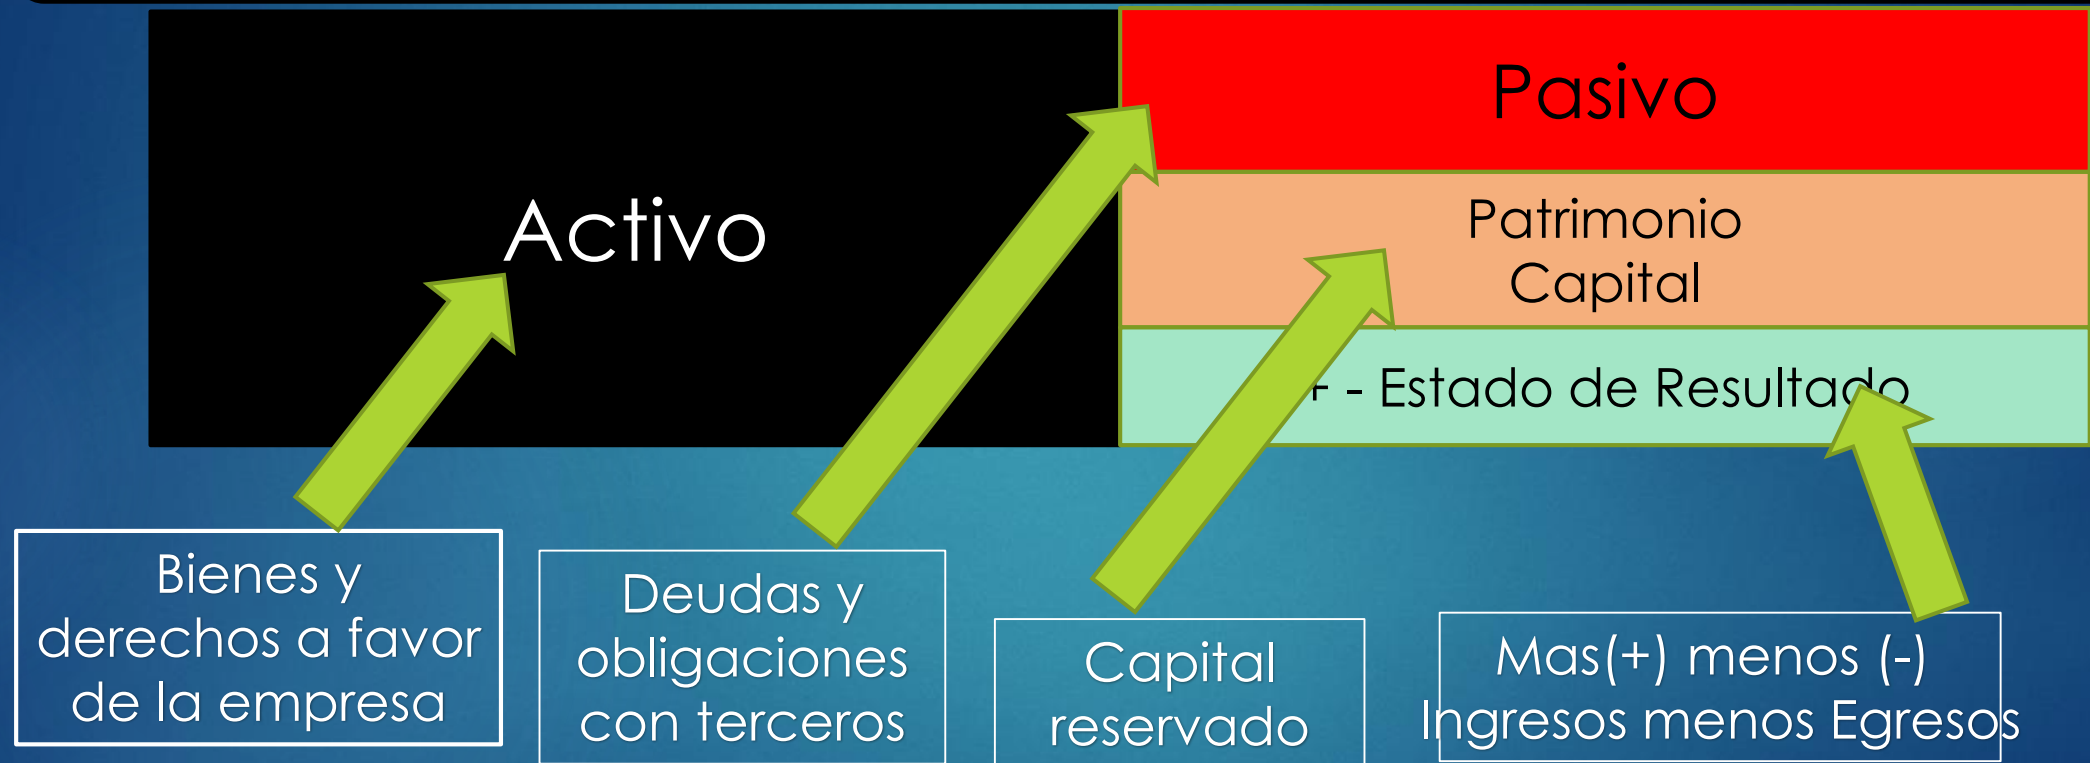 Activo
Pasivo
Patrimonio
Capital
+ - Estado de Resultado
Bienes y
derechos a favor
de la empresa
Deudas y
obligaciones
con terceros
Capital
reservado
Mas(+) menos (-)
Ingresos menos Egresos